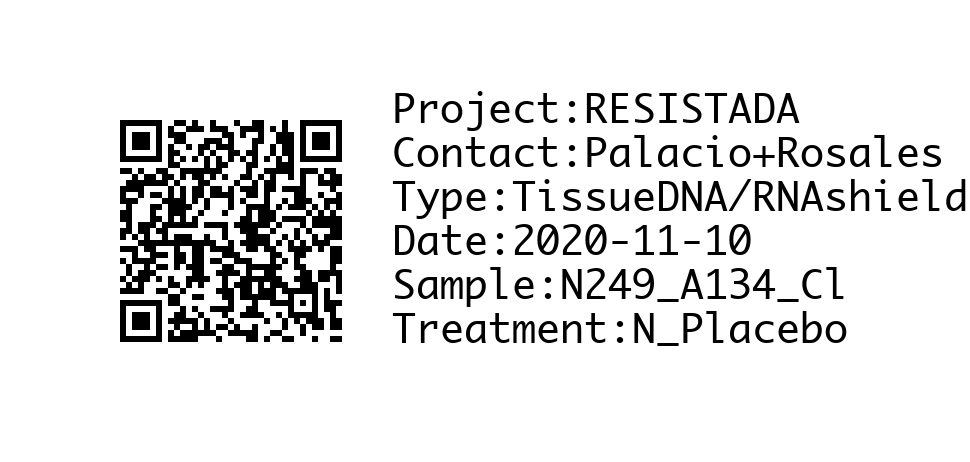 Project:RESISTADA
Contact:Palacio+Rosales
Type:TissueDNA/RNAshield
Date:2020-11-10
Sample:N249_A134_Cl
Treatment:N_Placebo